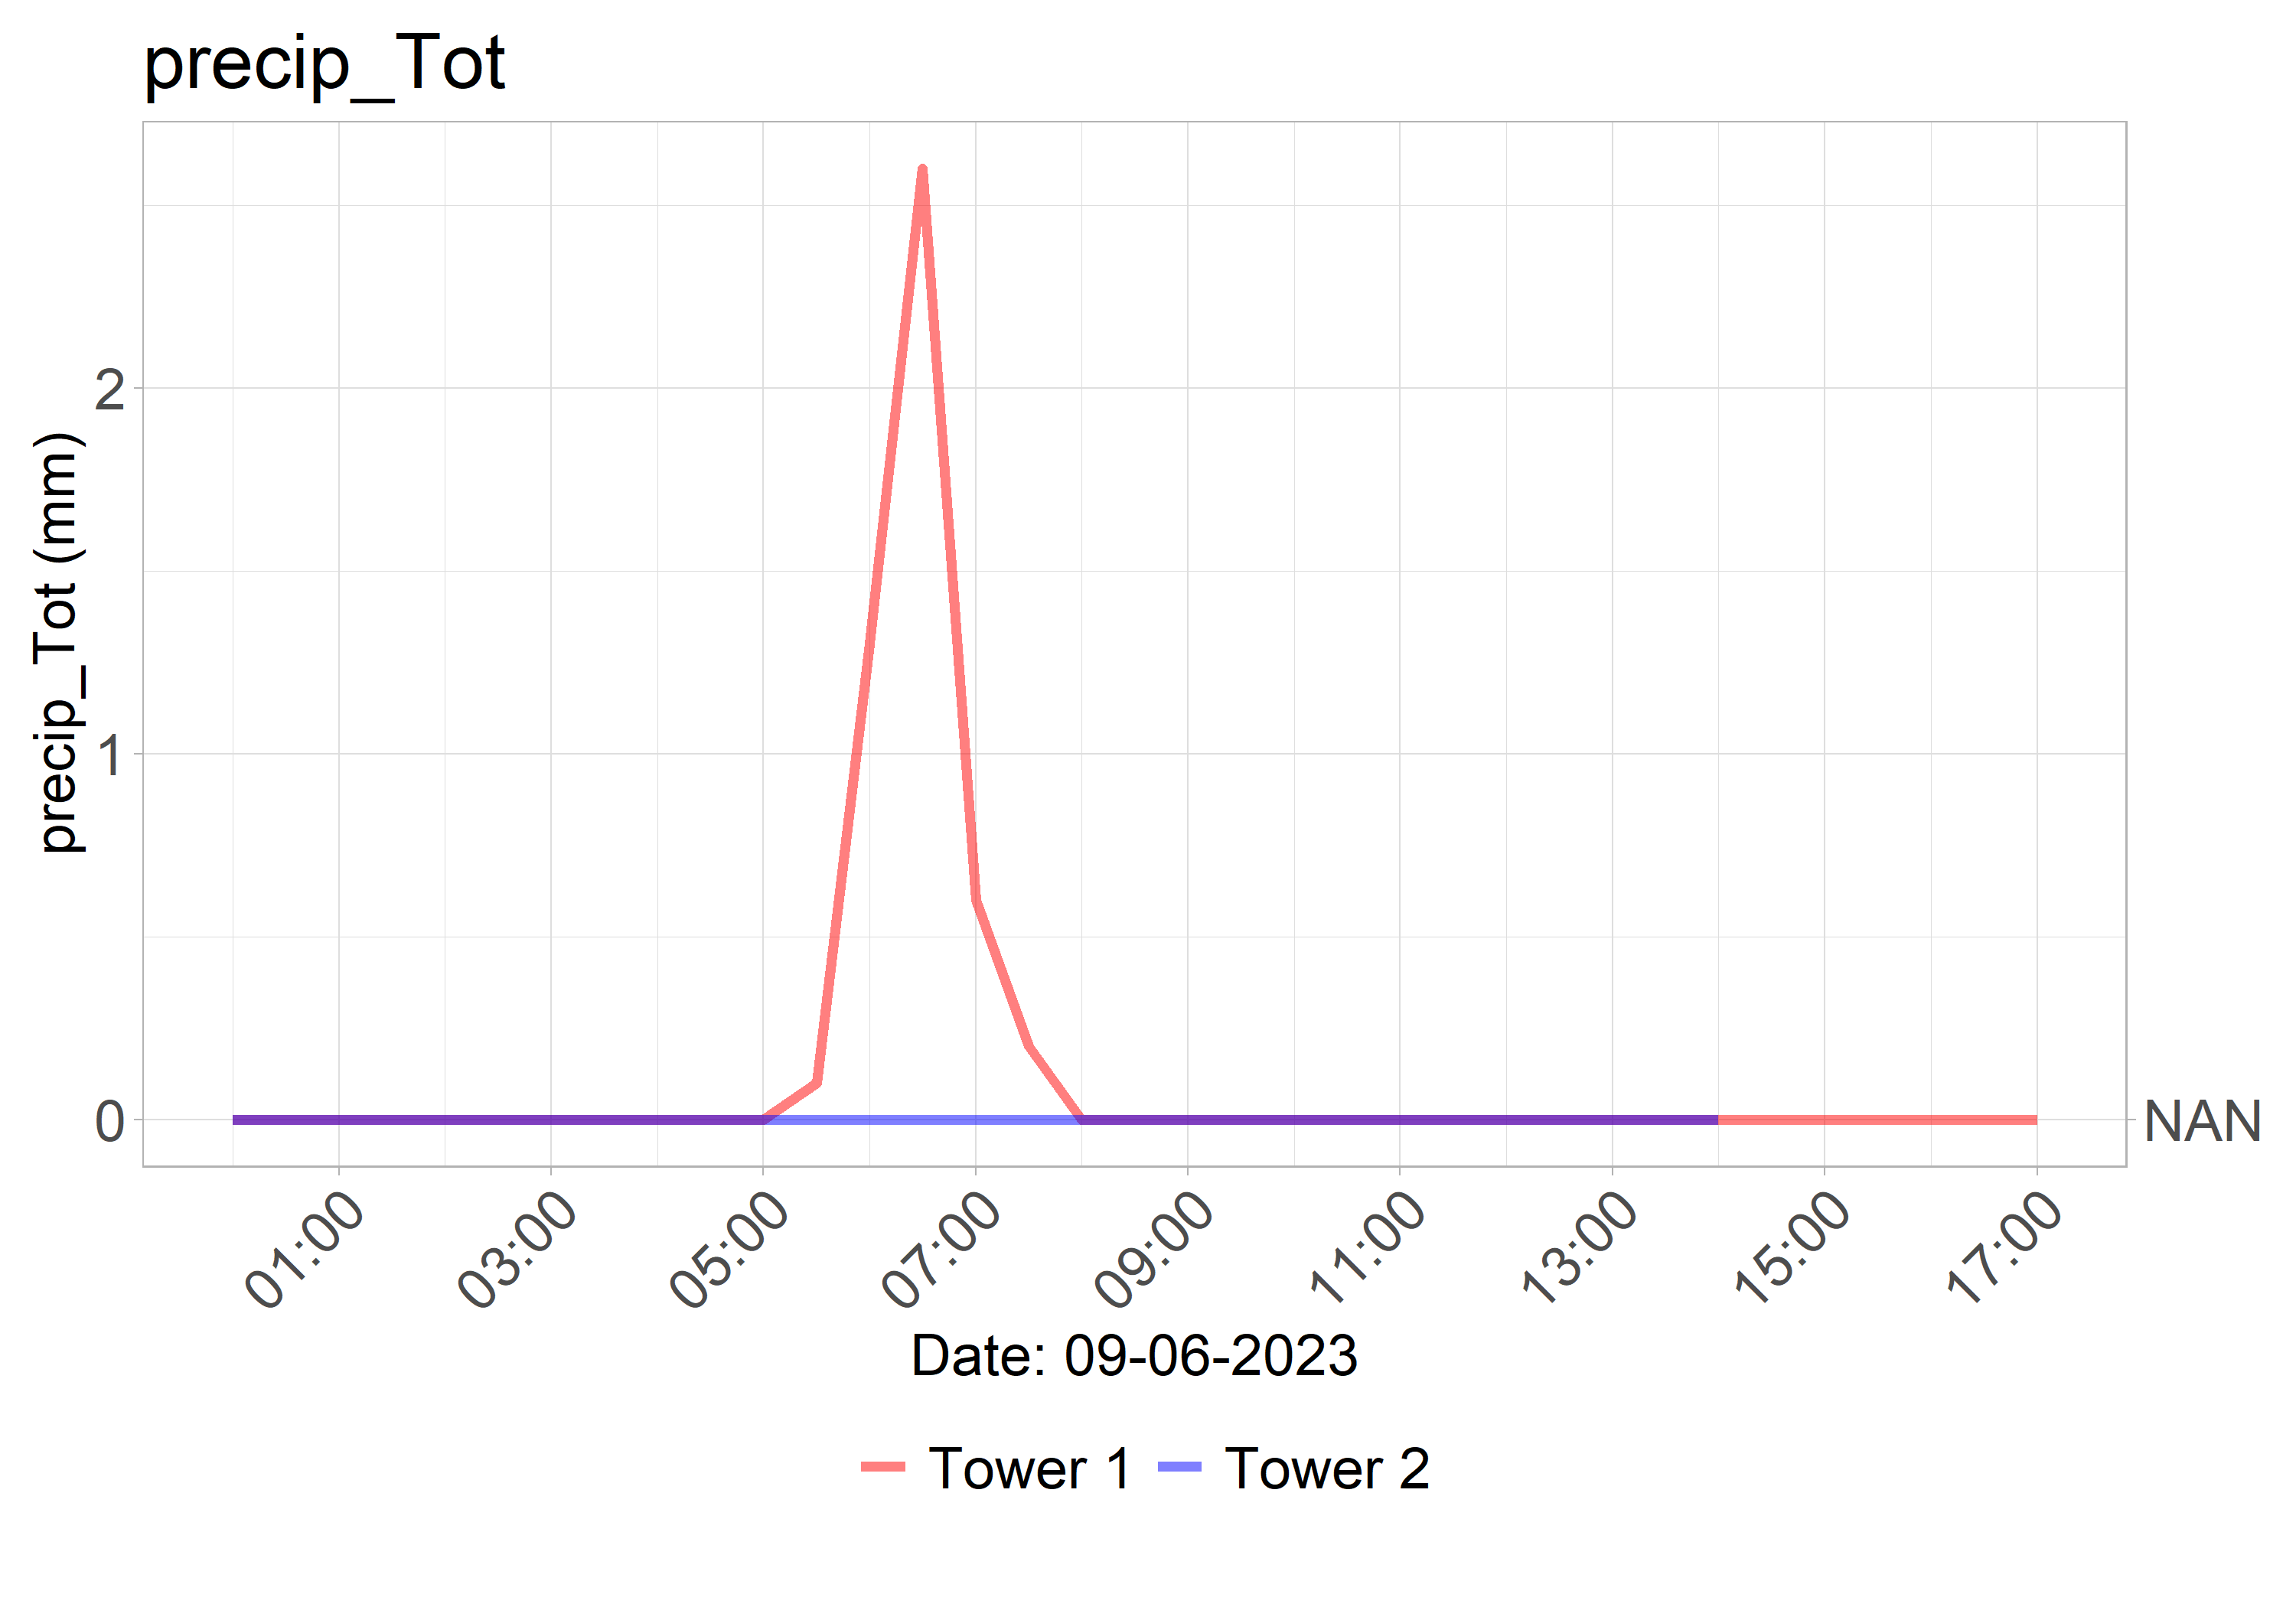 precip_Tot
precip_Tot (mm)
2
1
0
NAN
01:00 03:00 05:00 07:00 09:00 11:00 13:00 15:00 17:00
Date: 09-06-2023
Tower 1 Tower 2